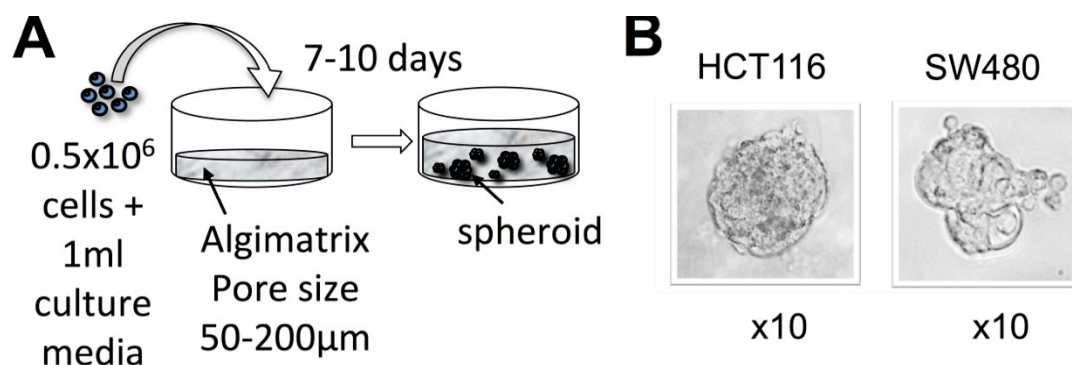 A
7-10 days
0.5x10⁶
cells +
1ml
culture
media
Algimatrix
Pore size
50-200µm
spheroid
B
HCT116
SW480
x10
x10